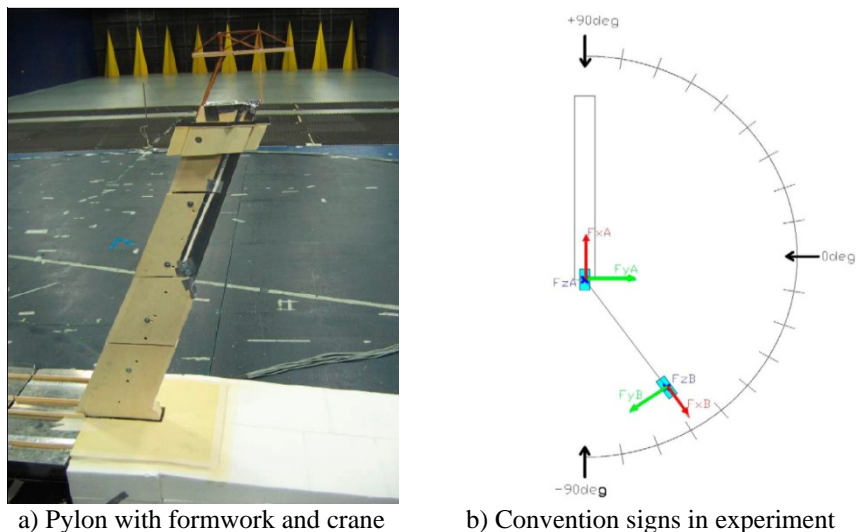 +90deg
FxA
FyA
FzA
0deg
FzB
FyB
FxB
-90deg
a) Pylon with formwork and crane
b) Convention signs in experiment